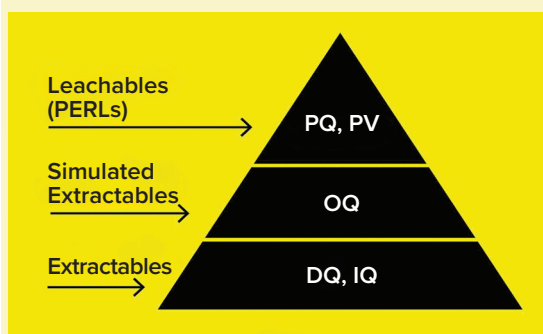 Leachables
(PERLs)
PQ, PV
Simulated
Extractables
OQ
Extractables
DQ, IQ